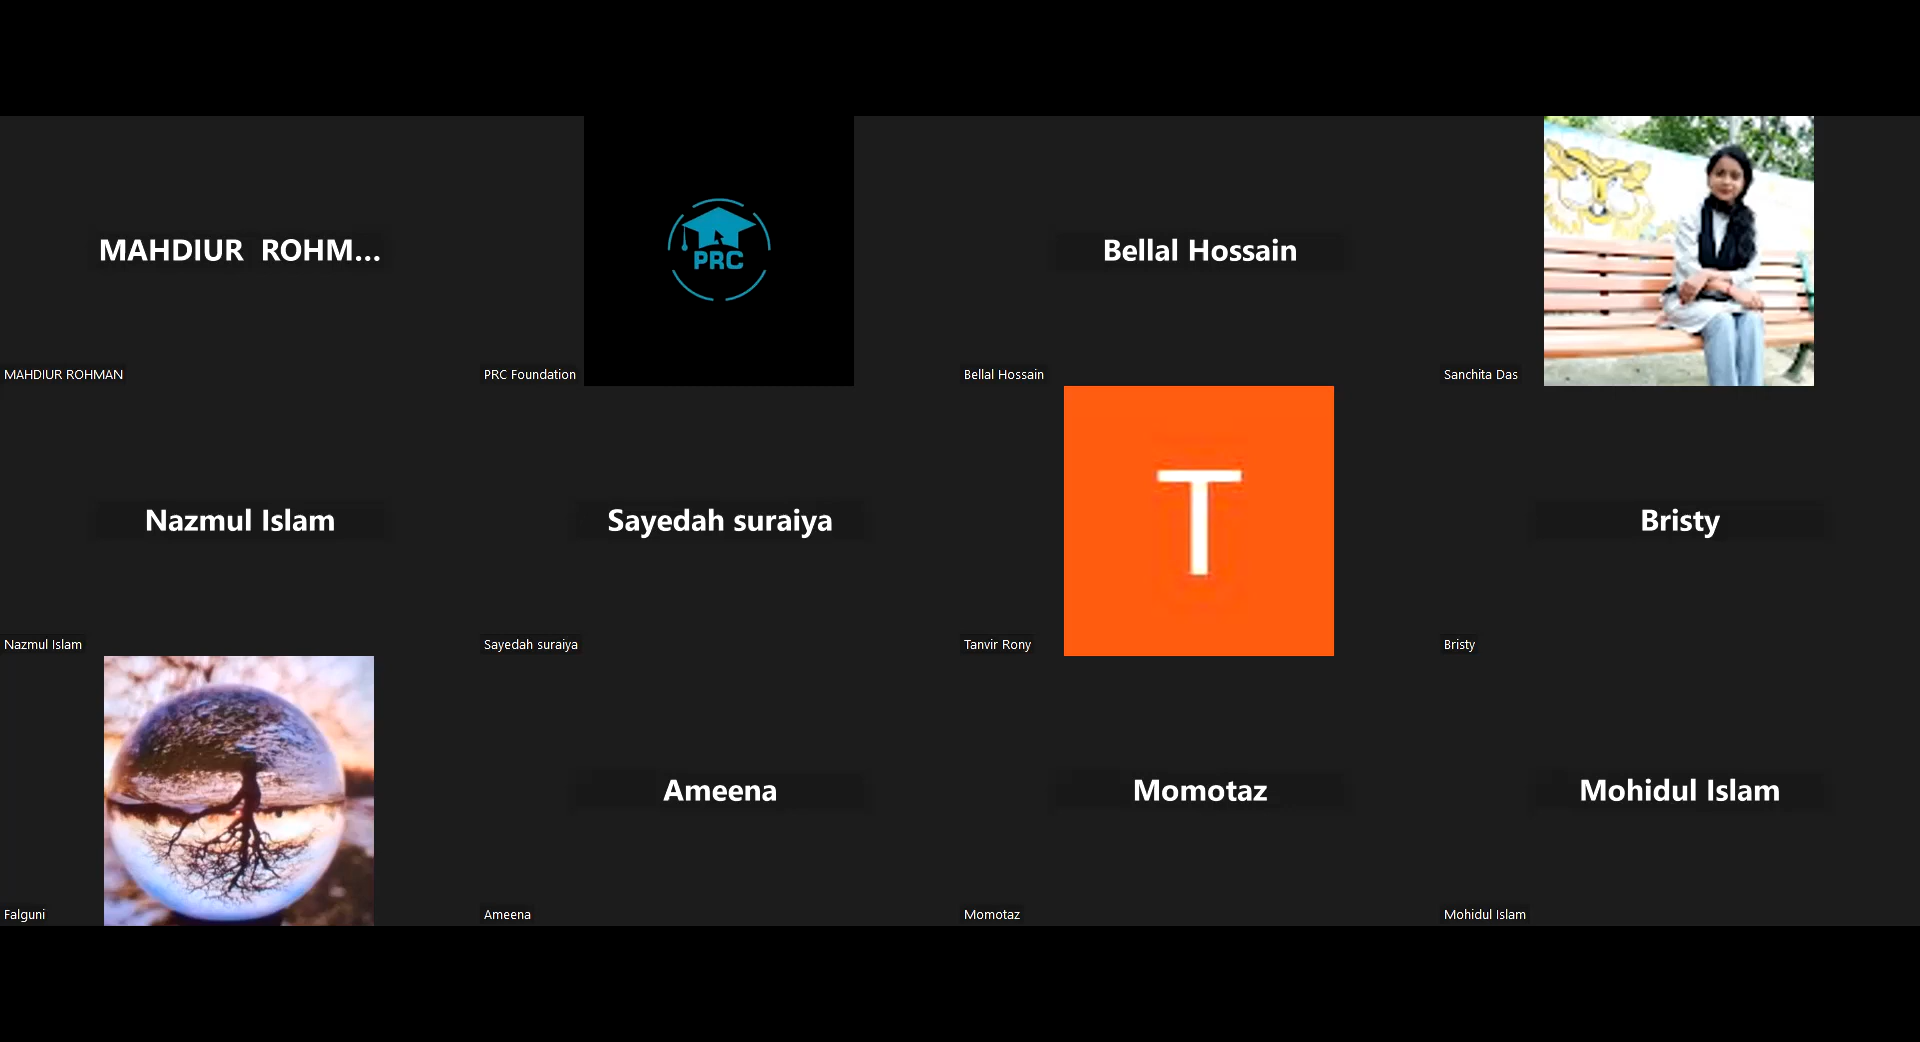 MAHDIUR ROHM...
MAHDIUR ROHMAN
PRC
PRC Foundation
Bellal Hossain
Bellal Hossain
Sanchita Das
Nazmul Islam
Nazmul Islam
Sayedah suraiya
Sayedah suraiya
T
Tanvir Rony
Bristy
Bristy
Falguni
Ameena
Ameena
Momotaz
Momotaz
Mohidul Islam
Mohidul Islam